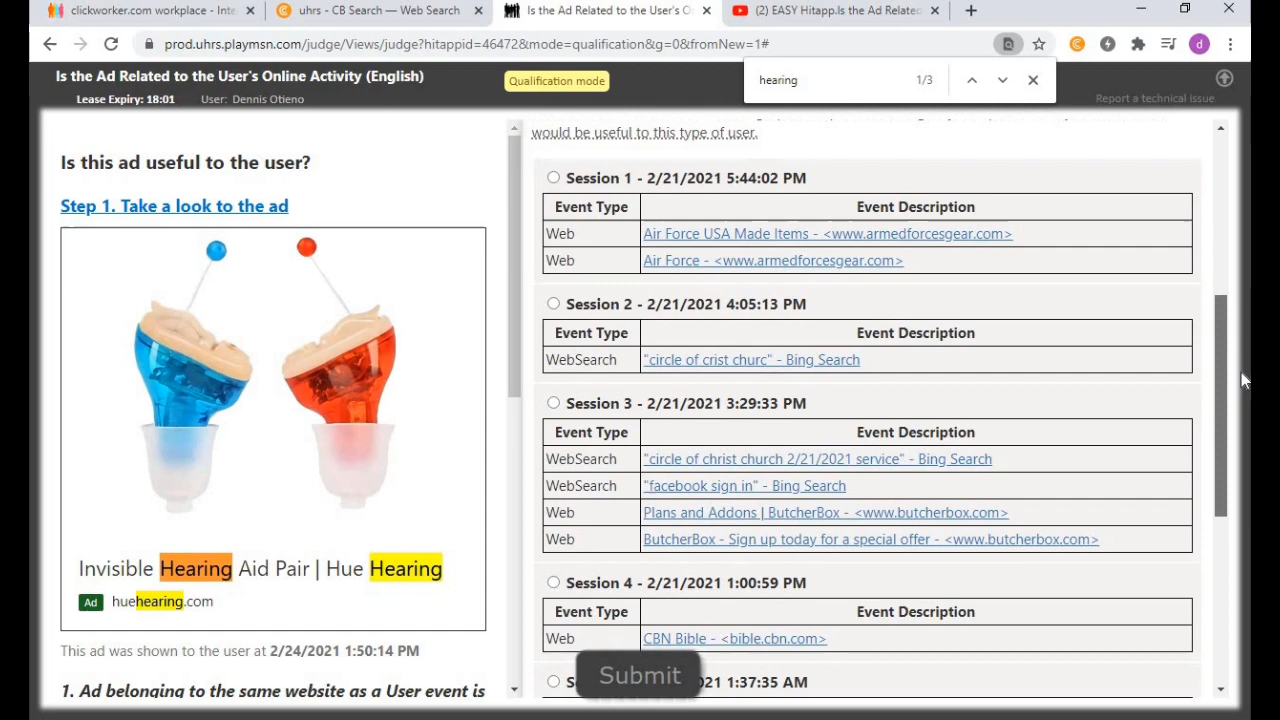 clickworker.com workplace - Inte
uhrs - CB Search — Web Search
Is the Ad Related to the User's O
(2) EASY Hitapp.Is the Ad Relate
prod.uhrs.playmsn.com/judge/Views/judge?hitappid=46472&mode=qualification&g=0&fromNew=1#
d
Is the Ad Related to the User's Online Activity (English)
Qualification mode
hearing
1/3
Lease Expiry: 18:01
User: Dennis Otieno
Report a technical issue
would be useful to this type of user.
Is this ad useful to the user?
Step 1. Take a look to the ad
Invisible Hearing Aid Pair | Hue Hearing
Ad huehearing.com
This ad was shown to the user at 2/24/2021 1:50:14 PM
1. Ad belonging to the same website as a User event is
Session 1 - 2/21/2021 5:44:02 PM
Event Type Event Description
Web Air Force USA Made Items - <www.armedforcesgear.com>
Web Air Force - <www.armedforcesgear.com>
Session 2 - 2/21/2021 4:05:13 PM
Event Type Event Description
WebSearch "circle of crist churc" - Bing Search
Session 3 - 2/21/2021 3:29:33 PM
Event Type Event Description
WebSearch "circle of christ church 2/21/2021 service" - Bing Search
WebSearch "facebook sign in" - Bing Search
Web Plans and Addons | ButcherBox - <www.butcherbox.com>
Web ButcherBox - Sign up today for a special offer - <www.butcherbox.com>
Session 4 - 2/21/2021 1:00:59 PM
Event Type Event Description
Web CBN Bible - <bible.cbn.com>
Submit
1:37:35 AM